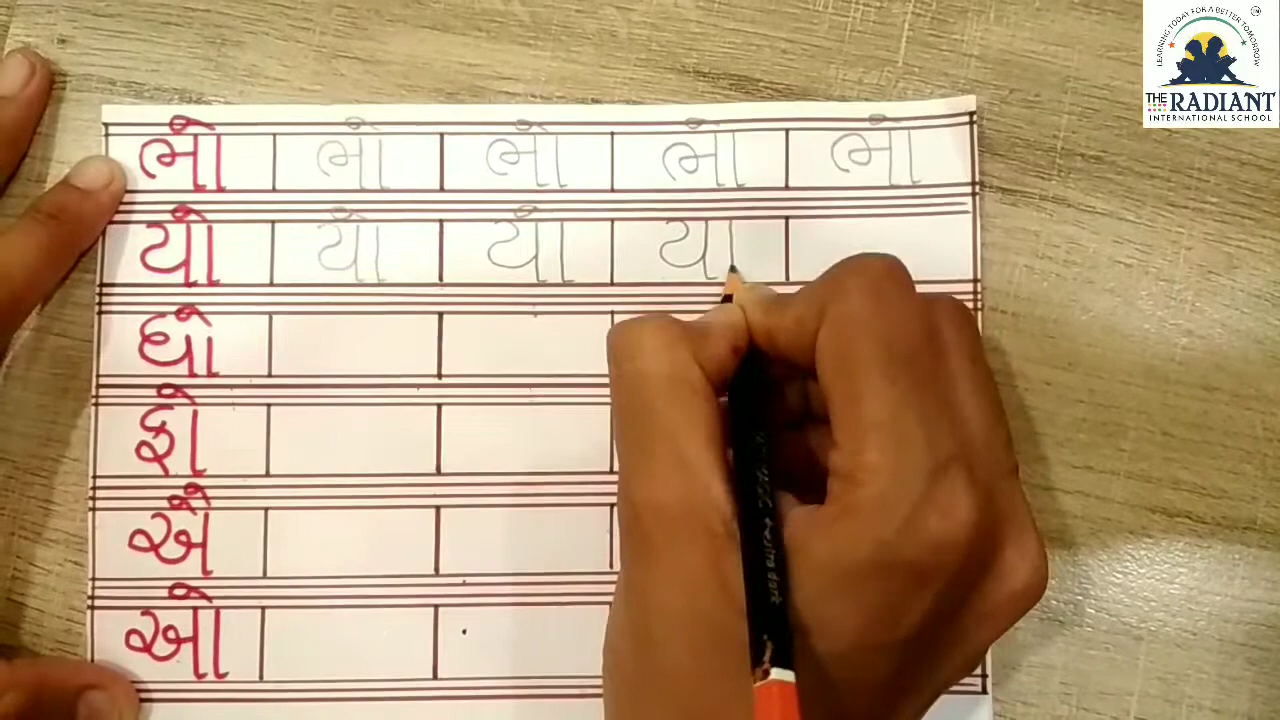 LEARNING TODAY FOR A BETTER TOMORROW
THE RADIANT
INTERNATIONAL SCHOOL
ભો ભો ભો ભો ભો
યો યો યો યા
ઘો
ફો
એ
ઓ